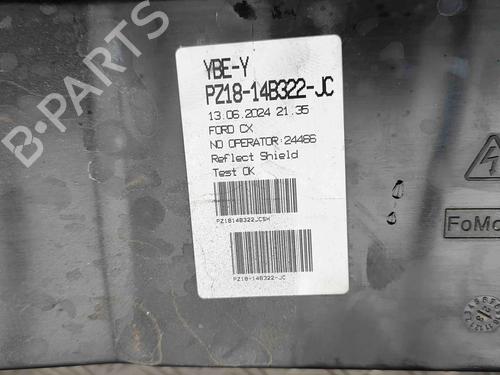 YBE-Y
PZ18-14B322-JC
13.06.2024 21.35
FORD CX
NO OPERATOR:24466
Reflect Shield
Test OK
PZ1814B322JCSH
PZ18-14B322-JC
FoMo
B-PARTS